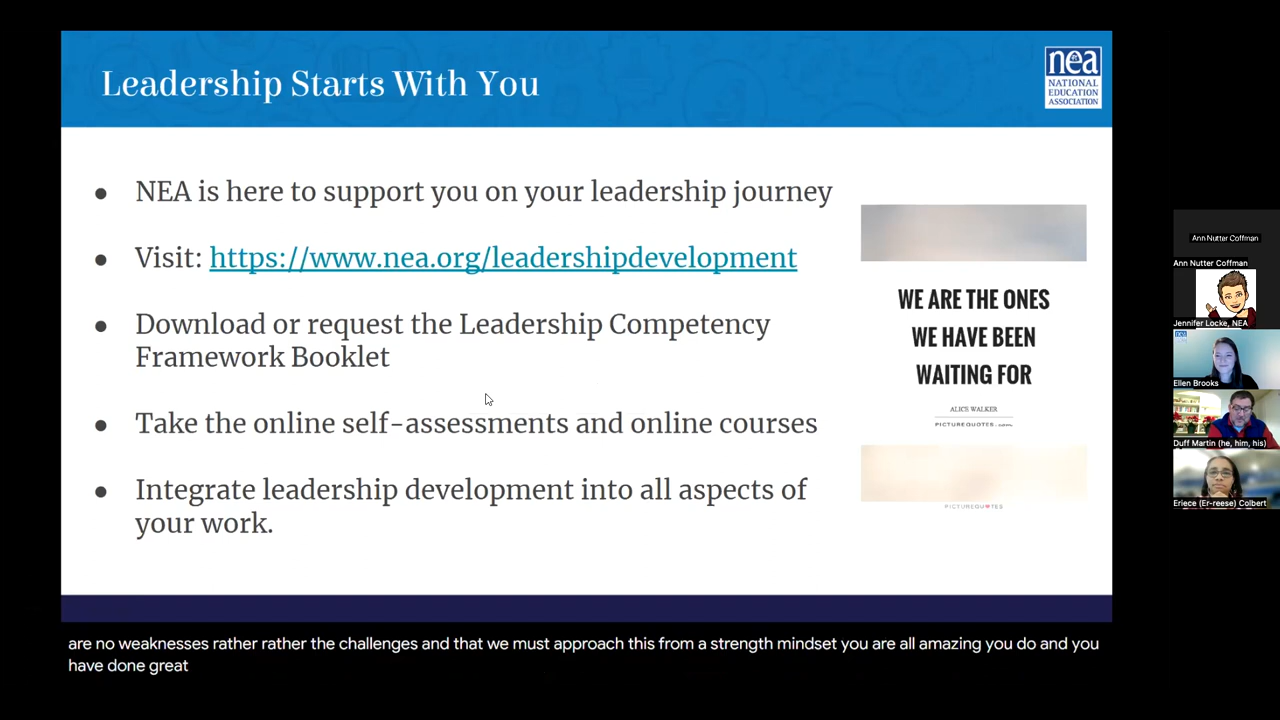 Leadership Starts With You
nea
NATIONAL
EDUCATION
ASSOCIATION
● NEA is here to support you on your leadership journey
● Visit: https://www.nea.org/leadershipdevelopment
● Download or request the Leadership Competency
Framework Booklet
● Take the online self-assessments and online courses
● Integrate leadership development into all aspects of
your work.
WE ARE THE ONES
WE HAVE BEEN
WAITING FOR
ALICE WALKER
PICTUREQUOTES.com.
PICTUREQUOTES
Ann Nutter Coffman
Ann Nutter Coffman
Jennifer Locke, NEA
nea
Ellen Brooks
Duff Martin (he, him, his)
Eriece (Er-reese) Colbert
are no weaknesses rather rather the challenges and that we must approach this from a strength mindset you are all amazing you do and you
have done great